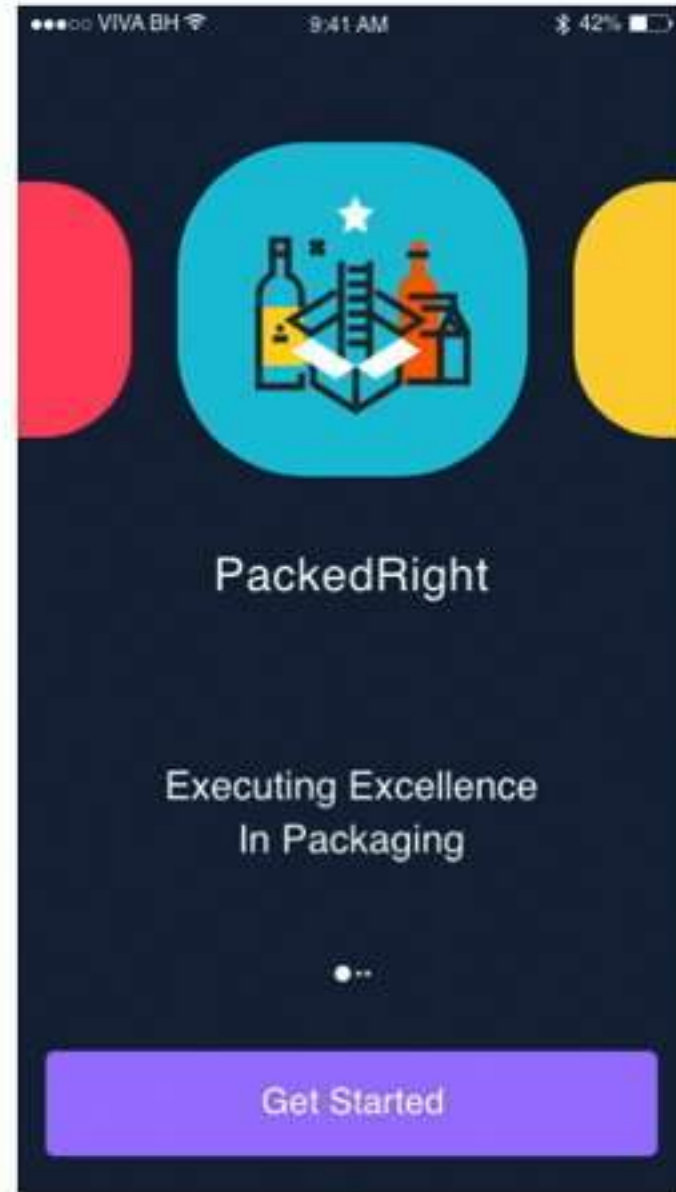 VIVA BH 9:41 AM 42%
PackedRight
Executing Excellence
In Packaging
Get Started